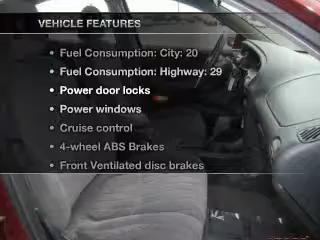 VEHICLE FEATURES
• Fuel Consumption: City: 20
• Fuel Consumption: Highway: 29
• Power door locks
• Power windows
• Cruise control
• 4-wheel ABS Brakes
• Front Ventilated disc brakes